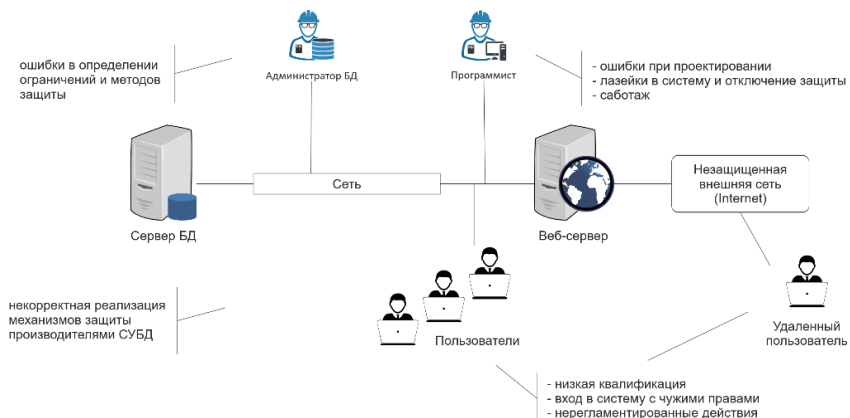 ошибки в определении
ограничений и методов
защиты
Администратор БД
Программист
- ошибки при проектировании
- лазейки в систему и отключение защиты
- саботаж
Сервер БД
Сеть
Веб-сервер
Незащищенная
внешняя сеть
(Internet)
некорректная реализация
механизмов защиты
производителями СУБД
Пользователи
Удаленный
пользователь
- низкая квалификация
- вход в систему с чужими правами
- нерегламентированные действия